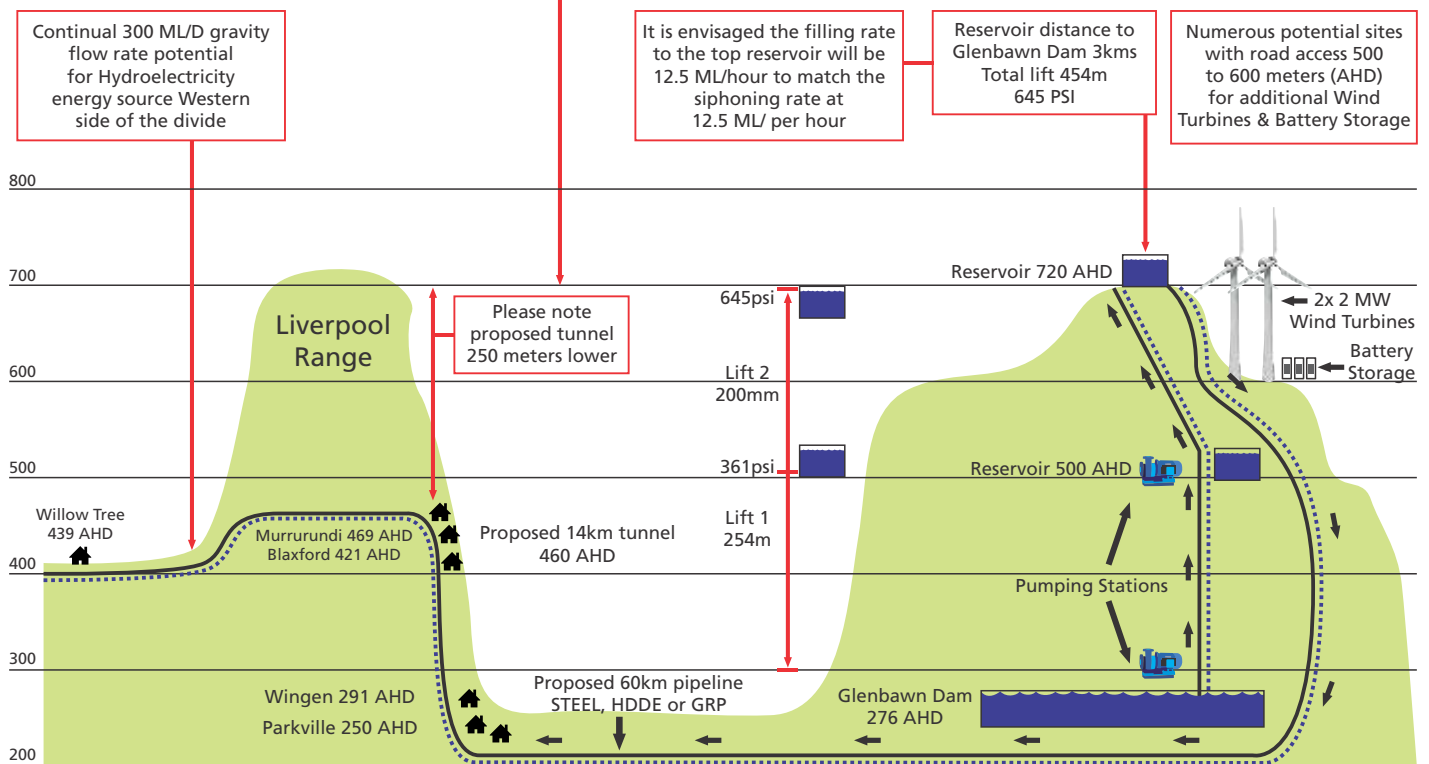 Continual 300 ML/D gravity
flow rate potential
for Hydroelectricity
energy source Western
side of the divide
It is envisaged the filling rate
to the top reservoir will be
12.5 ML/hour to match the
siphoning rate at
12.5 ML/ per hour
Reservoir distance to
Glenbawn Dam 3kms
Total lift 454m
645 PSI
Numerous potential sites
with road access 500
to 600 meters (AHD)
for additional Wind
Turbines & Battery Storage
800
700
600
500
400
300
200
Liverpool
Range
Please note
proposed tunnel
250 meters lower
645psi
Lift 2
200mm
361psi
Lift 1
254m
Reservoir 720 AHD
2x 2 MW
Wind Turbines
Battery
Storage
Reservoir 500 AHD
Willow Tree
439 AHD
Murrurundi 469 AHD
Blaxford 421 AHD
Proposed 14km tunnel
460 AHD
Pumping Stations
Wingen 291 AHD
Parkville 250 AHD
Proposed 60km pipeline
STEEL, HDDE or GRP
Glenbawn Dam
276 AHD